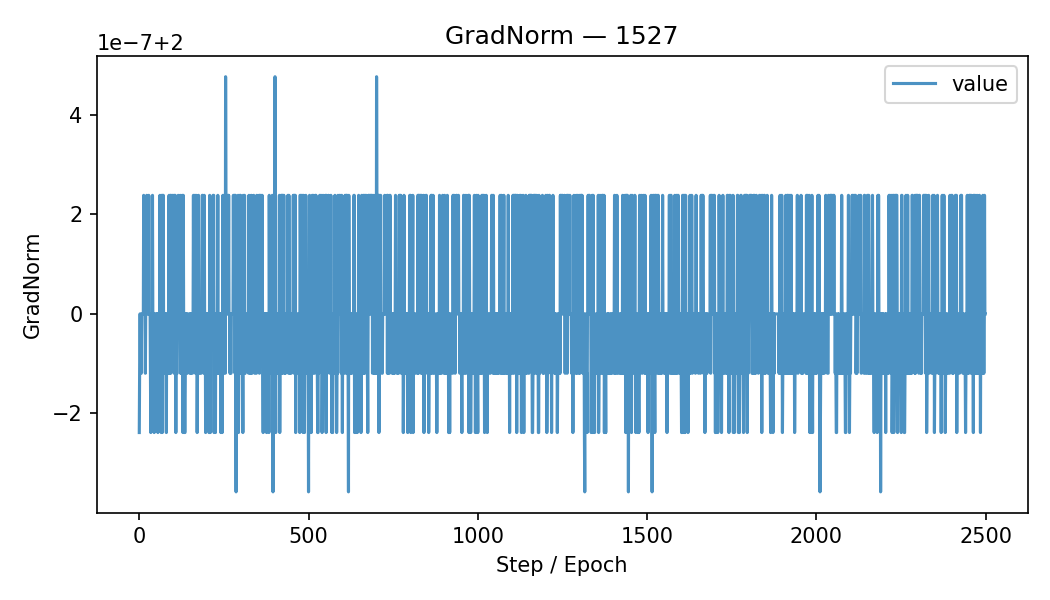 GradNorm — 1527
1e−7+2
value
4
2
0
−2
GradNorm
0
500
1000
1500
2000
2500
Step / Epoch